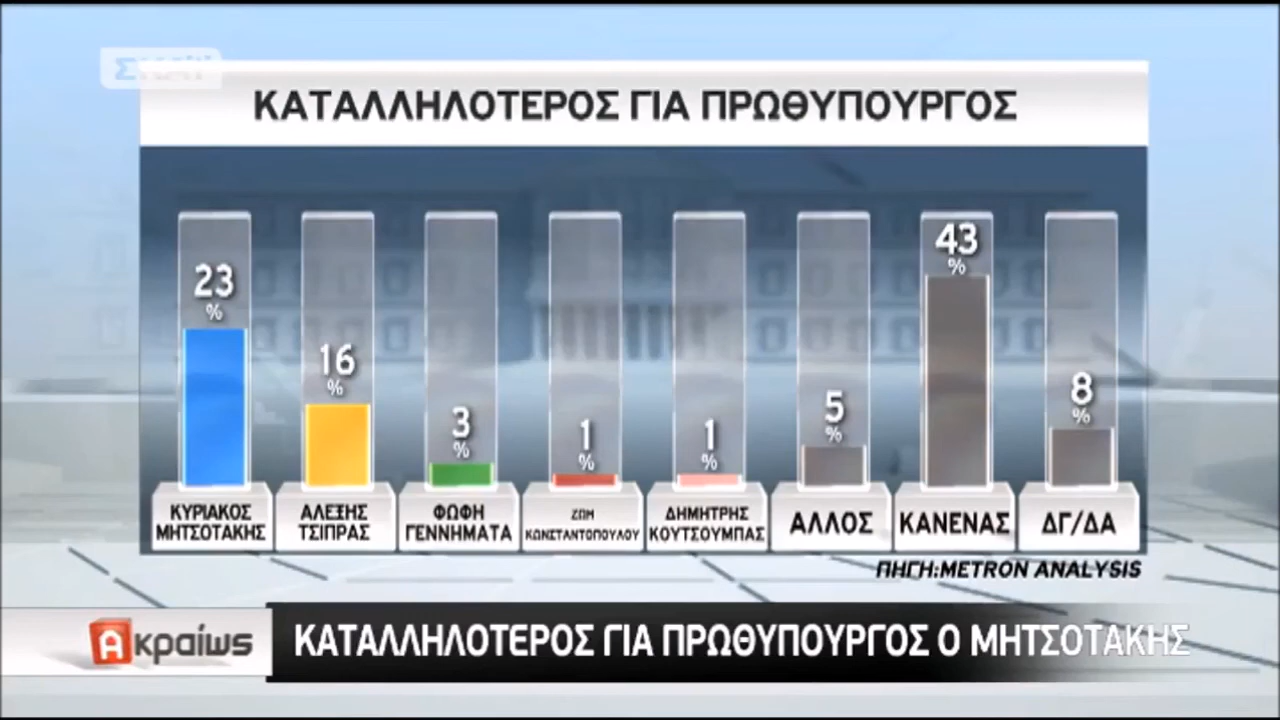 ΣΚΑΪ
ΚΑΤΑΛΛΗΛΟΤΕΡΟΣ ΓΙΑ ΠΡΩΘΥΠΟΥΡΓΟΣ
23
%
16
%
3
%
1
%
1
%
5
%
43
%
8
%
ΚΥΡΙΑΚΟΣ
ΜΗΤΣΟΤΑΚΗΣ
ΑΛΕΞΗΣ
ΤΣΙΠΡΑΣ
ΦΩΦΗ
ΓΕΝΝΗΜΑΤΑ
ΖΩΗ
ΚΩΝΣΤΑΝΤΟΠΟΥΛΟΥ
ΔΗΜΗΤΡΗΣ
ΚΟΥΤΣΟΥΜΠΑΣ
ΑΛΛΟΣ
ΚΑΝΕΝΑΣ
ΔΓ/ΔΑ
ΠΗΓΗ:METRON ANALYSIS
Ακραίως
ΚΑΤΑΛΛΗΛΟΤΕΡΟΣ ΓΙΑ ΠΡΩΘΥΠΟΥΡΓΟΣ Ο ΜΗΤΣΟΤΑΚΗΣ